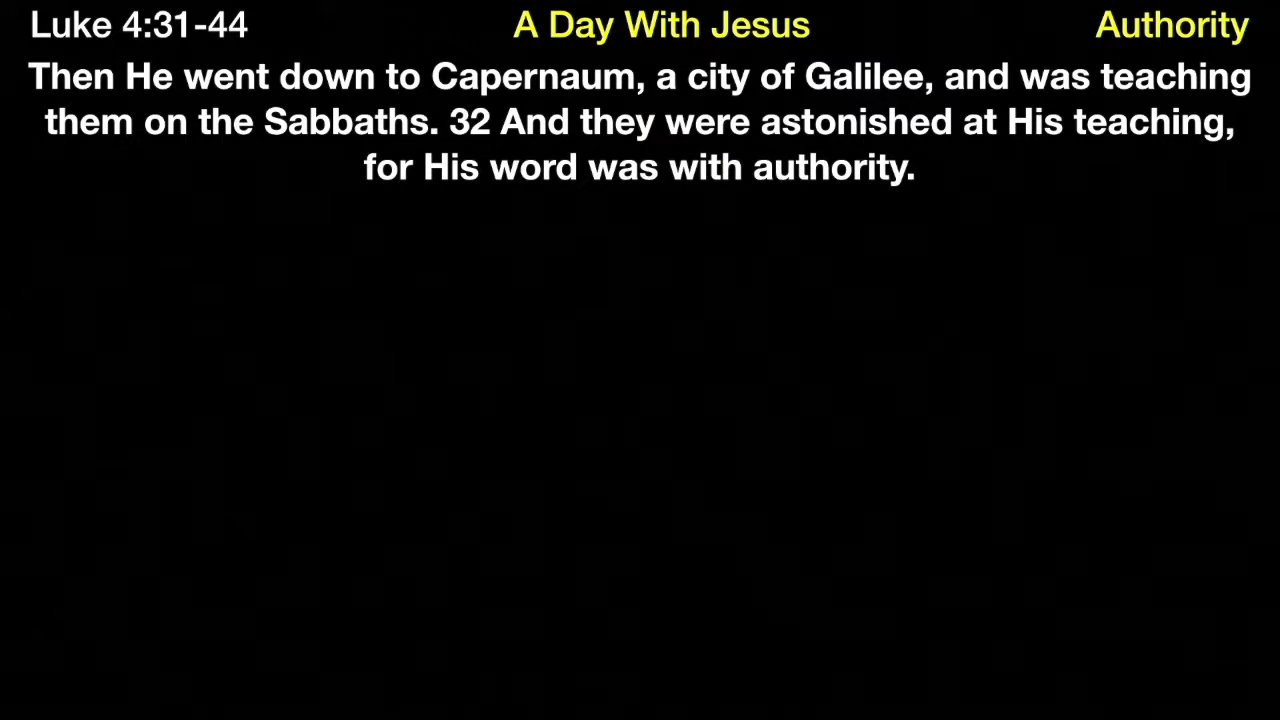 Luke 4:31-44 A Day With Jesus Authority
Then He went down to Capernaum, a city of Galilee, and was teaching
them on the Sabbaths. 32 And they were astonished at His teaching,
for His word was with authority.